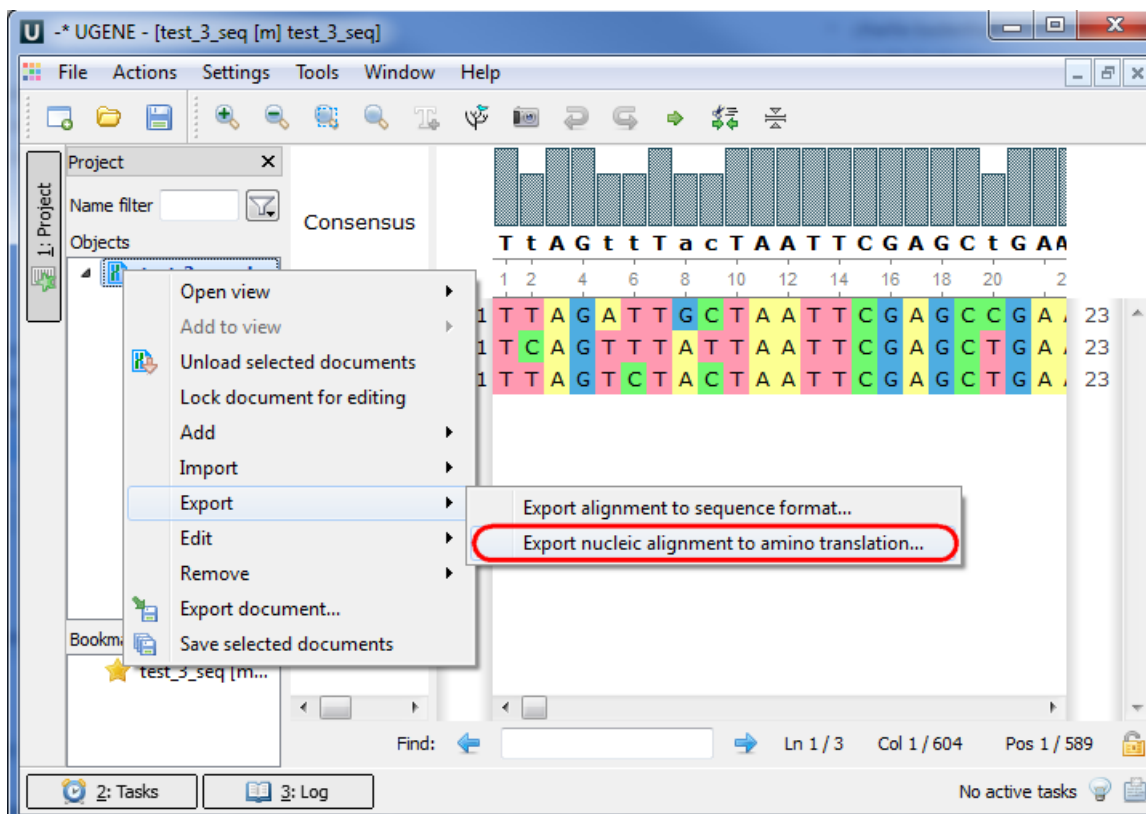 -* UGENE - [test_3_seq [m] test_3_seq]
File Actions Settings Tools Window Help
1: Project
Project
Name filter
Objects
Consensus
T t A G t t T a c T A A T T C G A G C t G A A
1 2 4 6 8 10 12 14 16 18 20 2
1 T T A G A T T G C T A A T T C G A G C C G A 23
1 T C A G T T T A T T A A T T C G A G C T G A 23
1 T T A G T C T A C T A A T T C G A G C T G A 23
Open view
Add to view
Unload selected documents
Lock document for editing
Add
Import
Export
Edit
Remove
Export document...
Save selected documents
Export alignment to sequence format...
Export nucleic alignment to amino translation...
Bookma
test_3_seq [m...
Find:
Ln 1 / 3 Col 1 / 604 Pos 1 / 589
2: Tasks
3: Log
No active tasks